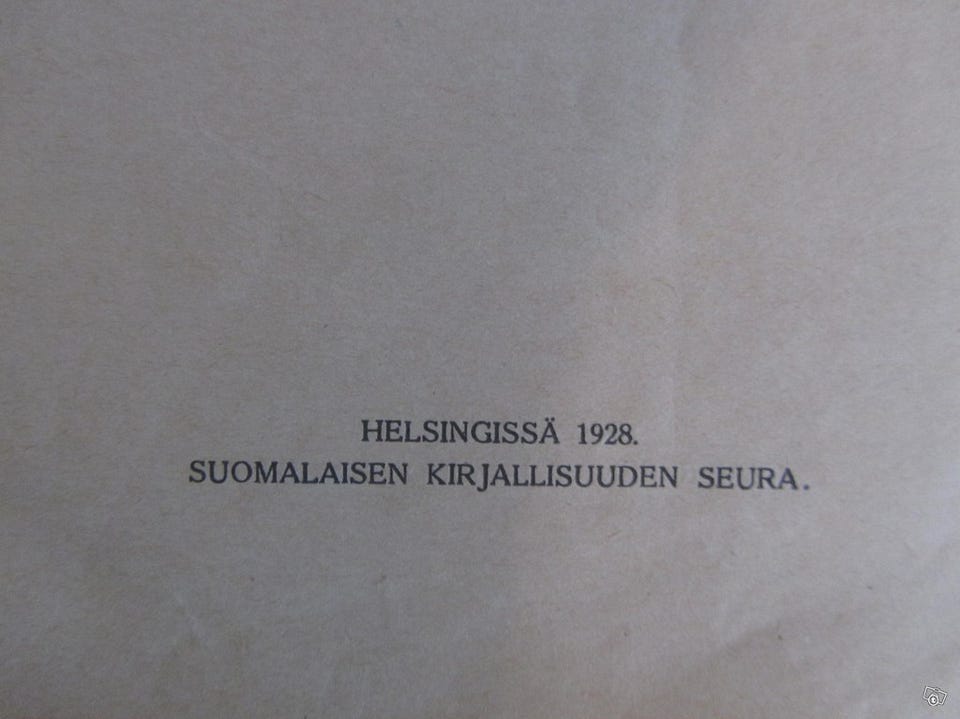 HELSINGISSÄ 1928.
SUOMALAISEN KIRJALLISUUDEN SEURA.